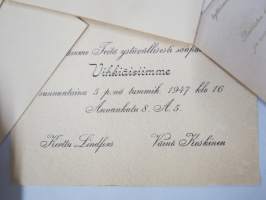 Teitä ystävällisesti saapu
Vihkiäisiimme
sunnuntaina 5 p:nä tammik. 1947 klo 16
Annankatu 8. A. 5.
Kerttu Lindfors Väinö Koskinen